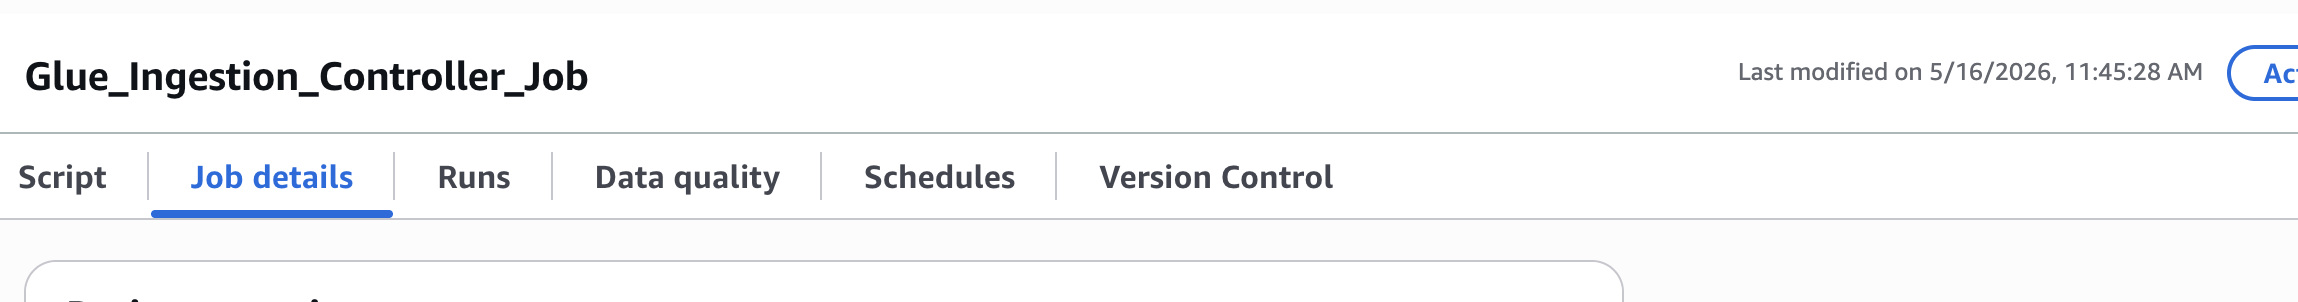 Glue_Ingestion_Controller_Job
Last modified on 5/16/2026, 11:45:28 AM
Script
Job details
Runs
Data quality
Schedules
Version Control